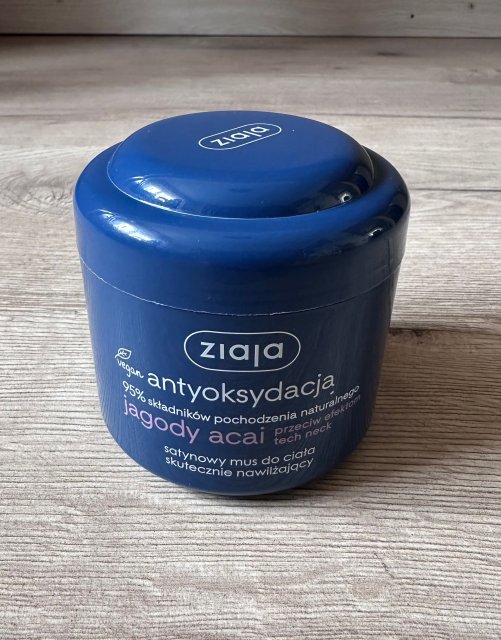 ziaja
ziaja
vegan
antyoksydacja
95% składników pochodzenia naturalnego
jagody acai
przeciw efektom
tech neck
satynowy mus do ciała
skutecznie nawilżający